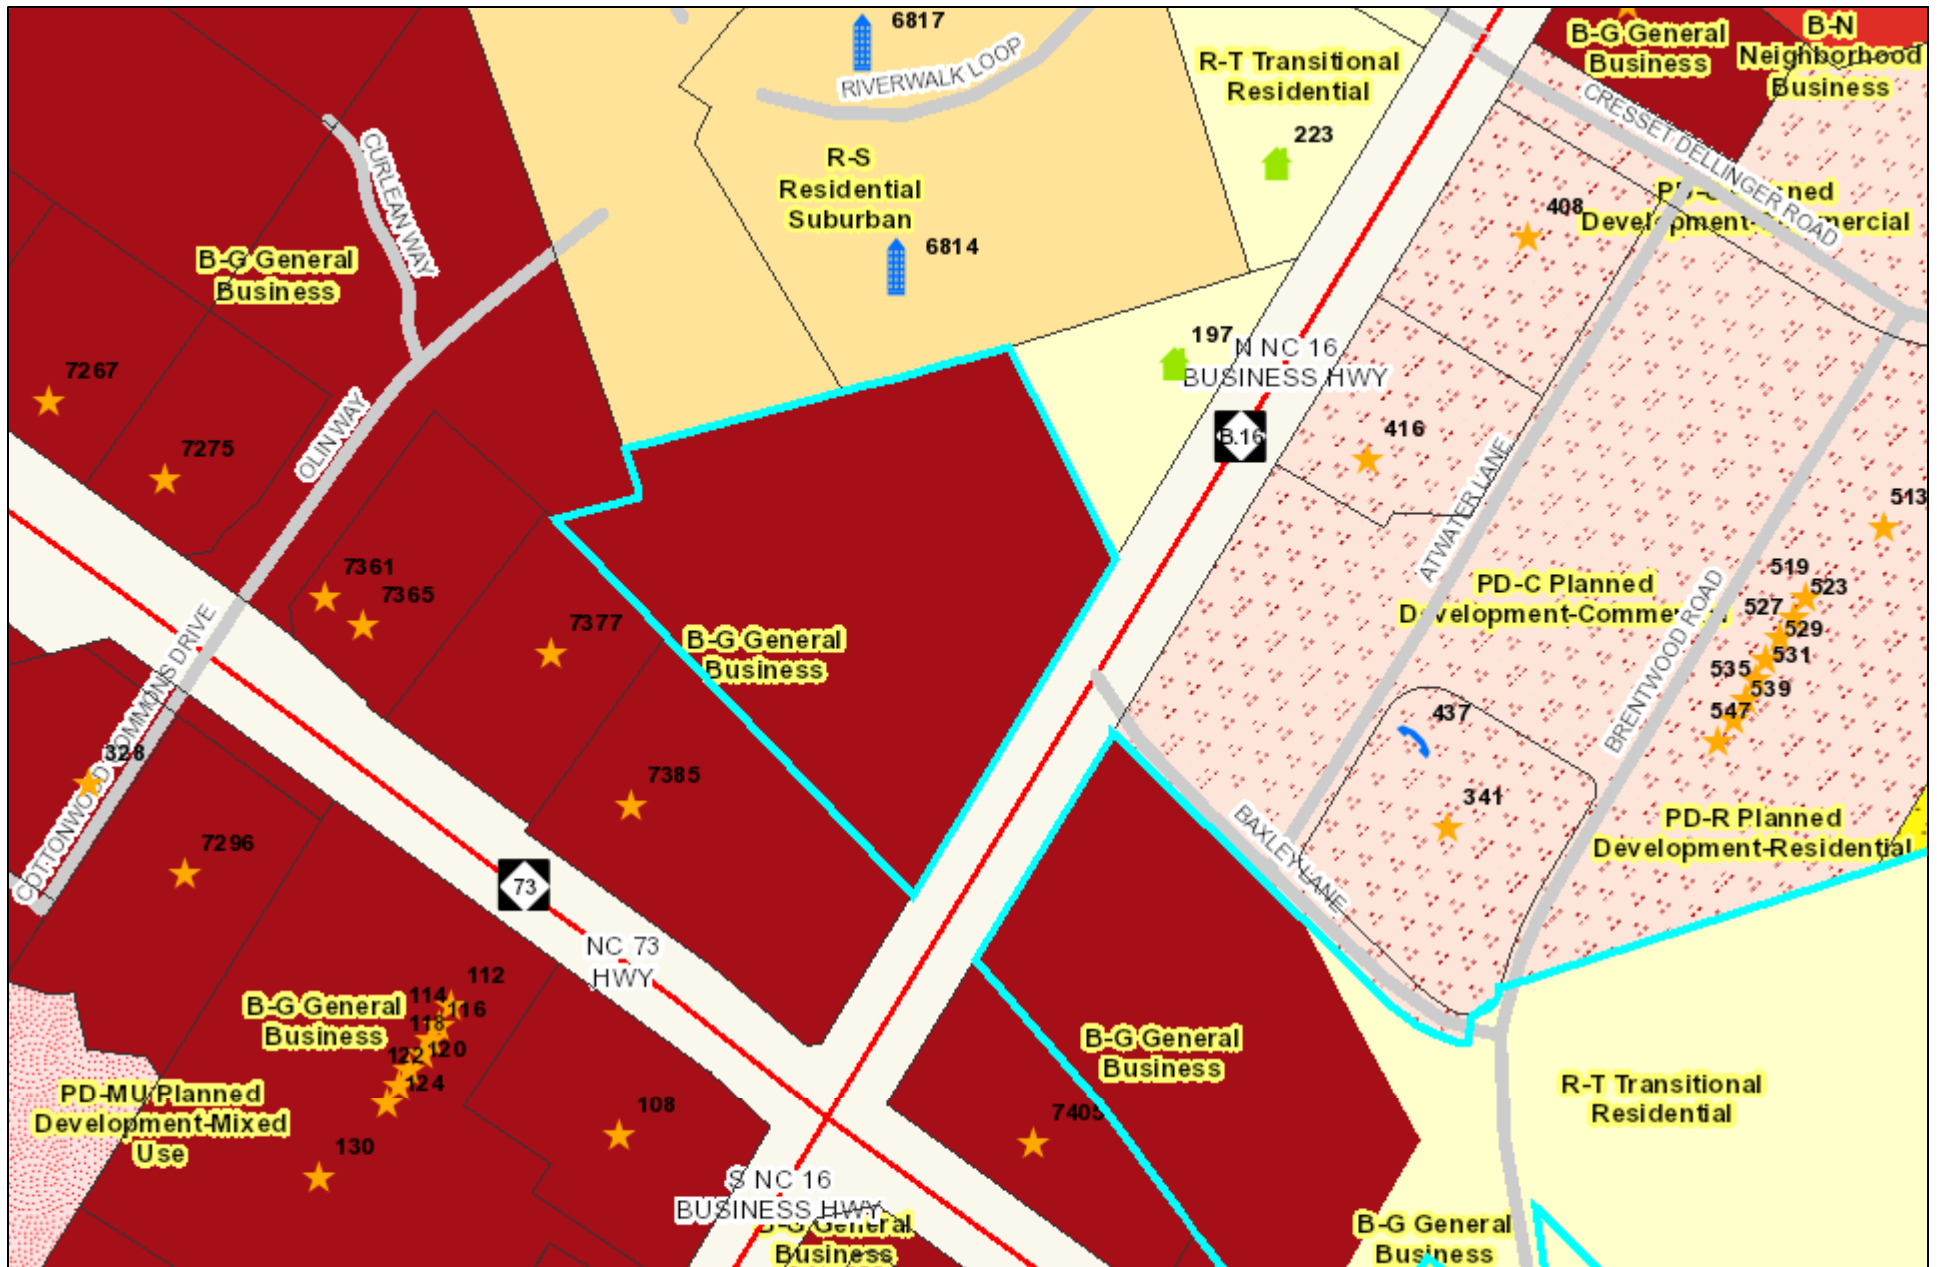 6817
RIVERWALK LOOP
R-T Transitional
Residential
223
B-G General
Business
B-N
Neighborhood
Business
CRESSET DELLINGER ROAD
R-S
Residential
Suburban
6814
408
Development-Commercial
CURLEAN WAY
B-G General
Business
197
N NC 16
BUSINESS HWY
B.16
416
7267
7275
OLIN WAY
ATWATER LANE
513
7361
7365
7377
B-G General
Business
PD-C Planned
Development-Commercial
519
523
527
529
531
535
539
547
BRENTWOOD ROAD
COTTONWOOD COMMONS DRIVE
328
7385
437
341
BAXLEY LANE
PD-R Planned
Development-Residential
7296
73
NC 73
HWY
112
114
116
118
120
122
124
B-G General
Business
B-G General
Business
PD-MU Planned
Development-Mixed
Use
130
108
7405
R-T Transitional
Residential
S NC 16
BUSINESS HWY
B-G General
Business
B-G General
Business